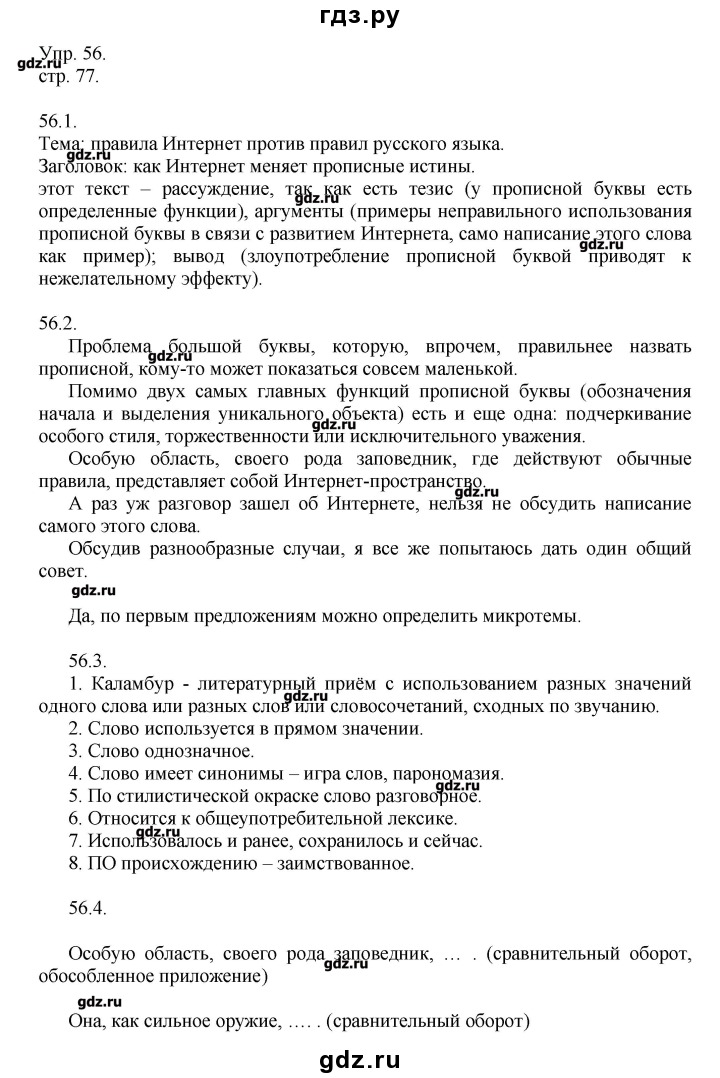 гдз.ру
Упр. 56.
gdz.ru
стр. 77.
56.1.
Тема: правила Интернет против правил русского языка.
gdz.ru
Заголовок: как Интернет меняет прописные истины.
этот текст – рассуждение, так как есть тезис (у прописной буквы есть
gdz.ru
определенные функции), аргументы (примеры неправильного использования
прописной буквы в связи с развитием Интернета, само написание этого слова
gdz.ru
как пример); вывод (злоупотребление прописной буквой приводят к
нежелательному эффекту).
56.2.
Проблема большой буквы, которую, впрочем, правильнее назвать
gdz.ru
прописной, кому-то может показаться совсем маленькой.
Помимо двух самых главных функций прописной буквы (обозначения
начала и выделения уникального объекта) есть и еще одна: подчеркивание
gdz.ru
особого стиля, торжественности или исключительного уважения.
Особую область, своего рода заповедник, где действуют обычные
правила, представляет собой Интернет-пространство.
gdz.ru
А раз уж разговор зашел об Интернете, нельзя не обсудить написание
самого этого слова.
Обсудив разнообразные случаи, я все же попытаюсь дать один общий
совет.
gdz.ru
Да, по первым предложениям можно определить микротемы.
56.3.
1. Каламбур - литературный приём с использованием разных значений
gdz.ru
одного слова или разных слов или словосочетаний, сходных по звучанию.
2. Слово используется в прямом значении.
3. Слово однозначное.
4. Слово имеет синонимы – игра слов, парономазия.
gdz.ru
5. По стилистической окраске слово разговорное.
6. Относится к общеупотребительной лексике.
gdz.ru
7. Использовалось и ранее, сохранилось и сейчас.
8. ПО происхождению – заимствованное.
56.4.
Особую область, своего рода заповедник, … . (сравнительный оборот,
gdz.ru
обособленное приложение)
gdz.ru
Она, как сильное оружие, …. . (сравнительный оборот)
gdz.ru